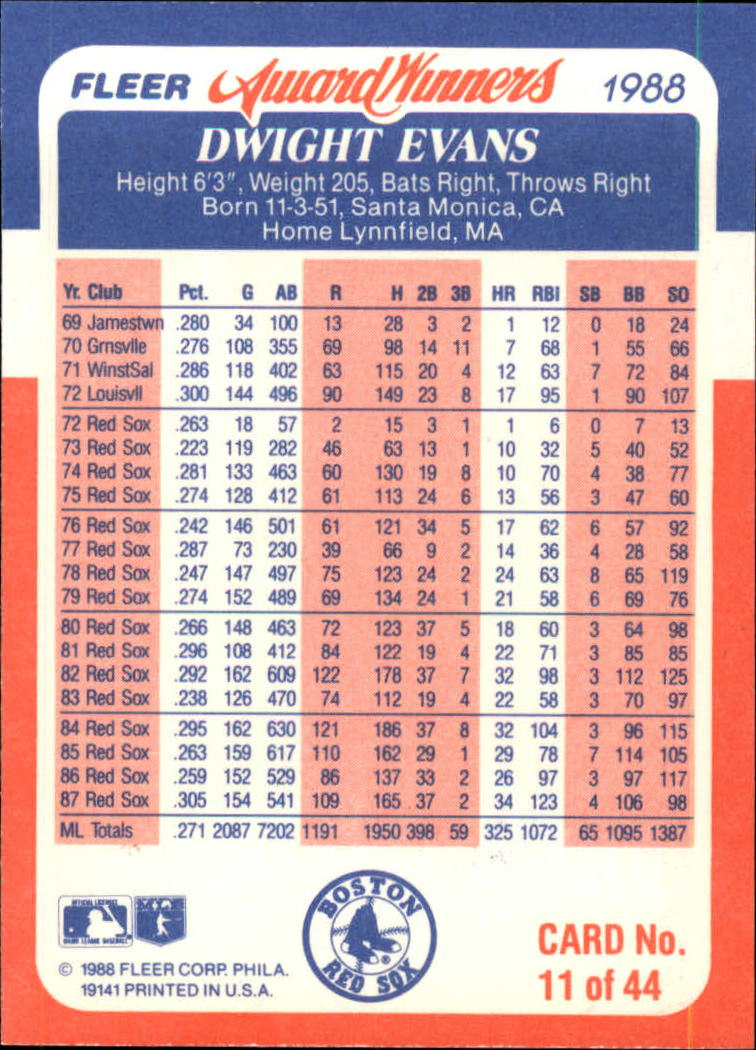 FLEER Award Winners 1988
DWIGHT EVANS
Height 6'3", Weight 205, Bats Right, Throws Right
Born 11-3-51, Santa Monica, CA
Home Lynnfield, MA
Yr. Club Pct. G AB R H 2B 3B HR RBI SB BB SO
69 Jamestwn .280 34 100 13 28 3 2 1 12 0 18 24
70 Grnsvlle .276 108 355 69 98 14 11 7 68 1 55 66
71 WinstSal .286 118 402 63 115 20 4 12 63 7 72 84
72 Louisvll .300 144 496 90 149 23 8 17 95 1 90 107
72 Red Sox .263 18 57 2 15 3 1 1 6 0 7 13
73 Red Sox .223 119 282 46 63 13 1 10 32 5 40 52
74 Red Sox .281 133 463 60 130 19 8 10 70 4 38 77
75 Red Sox .274 128 412 61 113 24 6 13 56 3 47 60
76 Red Sox .242 146 501 61 121 34 5 17 62 6 57 92
77 Red Sox .287 73 230 39 66 9 2 14 36 4 28 58
78 Red Sox .247 147 497 75 123 24 2 24 63 8 65 119
79 Red Sox .274 152 489 69 134 24 1 21 58 6 69 76
80 Red Sox .266 148 463 72 123 37 5 18 60 3 64 98
81 Red Sox .296 108 412 84 122 19 4 22 71 3 85 85
82 Red Sox .292 162 609 122 178 37 7 32 98 3 112 125
83 Red Sox .238 126 470 74 112 19 4 22 58 3 70 97
84 Red Sox .295 162 630 121 186 37 8 32 104 3 96 115
85 Red Sox .263 159 617 110 162 29 1 29 78 7 114 105
86 Red Sox .259 152 529 86 137 33 2 26 97 3 97 117
87 Red Sox .305 154 541 109 165 37 2 34 123 4 106 98
ML Totals .271 2087 7202 1191 1950 398 59 325 1072 65 1095 1387
OFFICIAL LICENSEE
MAJOR LEAGUE BASEBALL
BOSTON
RED SOX
®
© 1988 FLEER CORP. PHILA.
19141 PRINTED IN U.S.A.
CARD No.
11 of 44